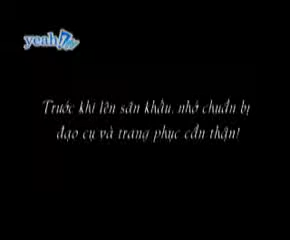 yeah1
Trước khi lên sân khấu, nhớ chuẩn bị
đạo cụ và trang phục cẩn thận!